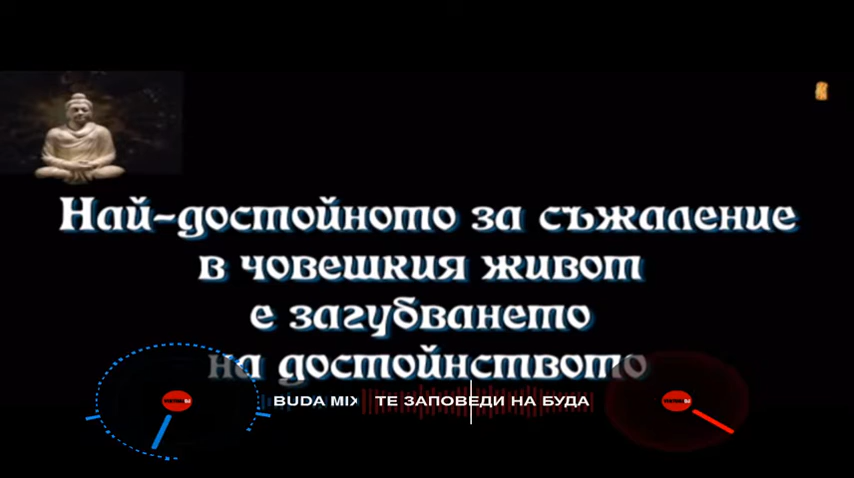 Най-достойното за съжаление
в човешкия живот
е загубването
на достойнството
BUDA MIX ТЕ ЗАПОВЕДИ НА БУДА